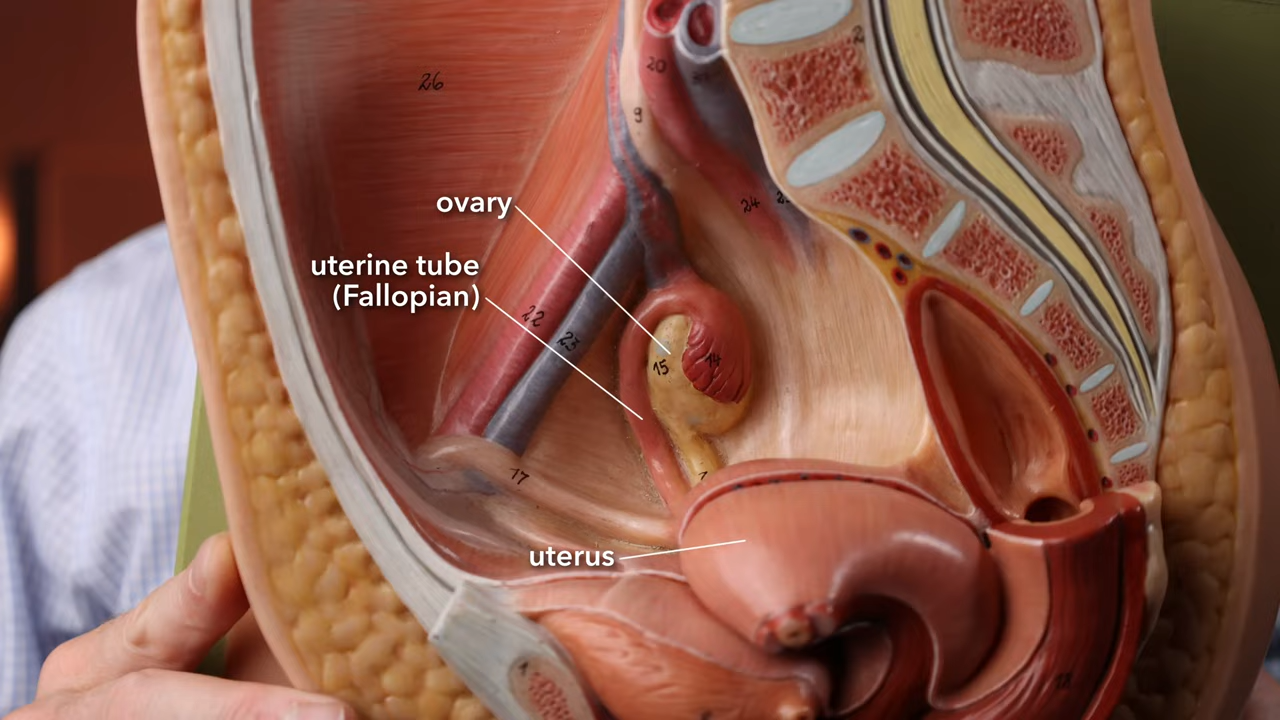 26
20
9
24
ovary
uterine tube
(Fallopian)
22
23
15
14
17
uterus